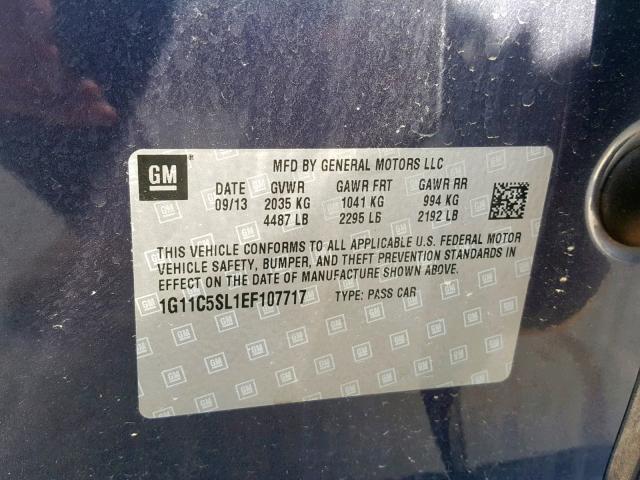 GM
MFD BY GENERAL MOTORS LLC
DATE GVWR GAWR FRT GAWR RR
09/13 2035 KG 1041 KG 994 KG
4487 LB 2295 LB 2192 LB
THIS VEHICLE CONFORMS TO ALL APPLICABLE U.S. FEDERAL MOTOR
VEHICLE SAFETY, BUMPER, AND THEFT PREVENTION STANDARDS IN
EFFECT ON THE DATE OF MANUFACTURE SHOWN ABOVE.
1G11C5SL1EF107717 TYPE: PASS CAR